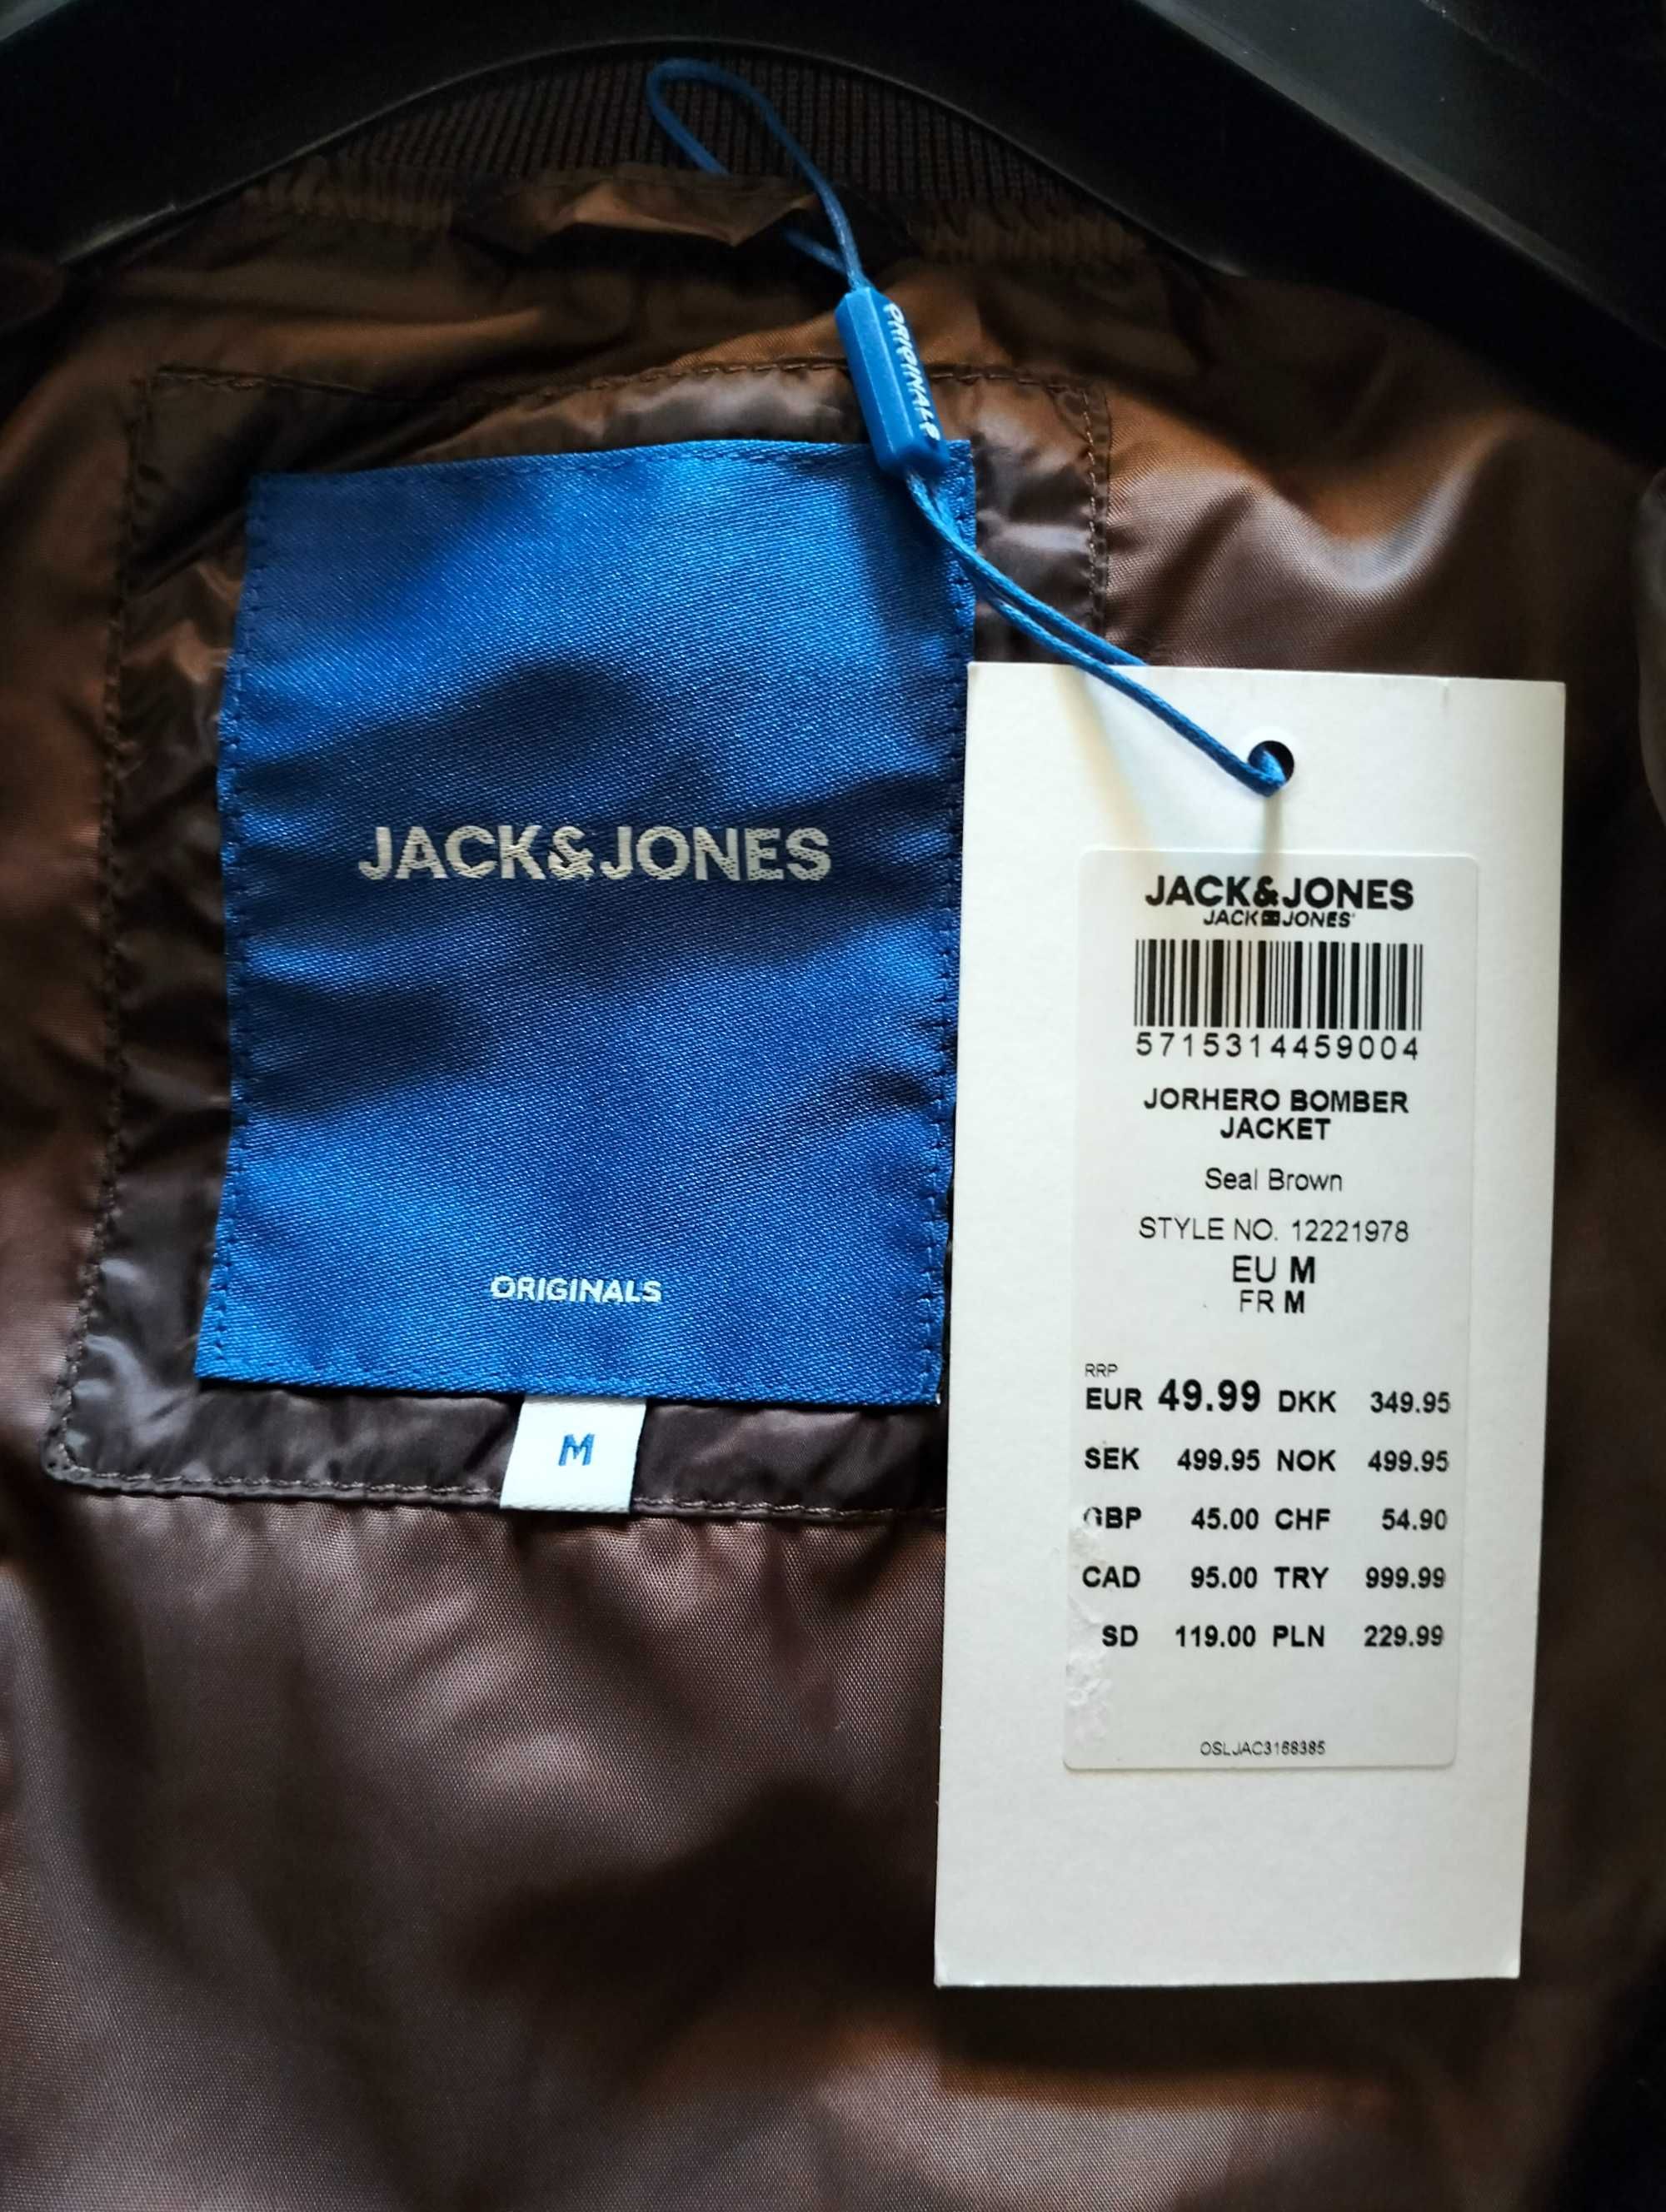 ORIGINALS
JACK&JONES
ORIGINALS
M
JACK&JONES
JACK JONES
5715314459004
JORHERO BOMBER
JACKET
Seal Brown
STYLE NO. 12221978
EU M
FR M
RRP
EUR 49.99 DKK 349.95
SEK 499.95 NOK 499.95
GBP 45.00 CHF 54.90
CAD 95.00 TRY 999.99
SD 119.00 PLN 229.99
OSLJAC3168385